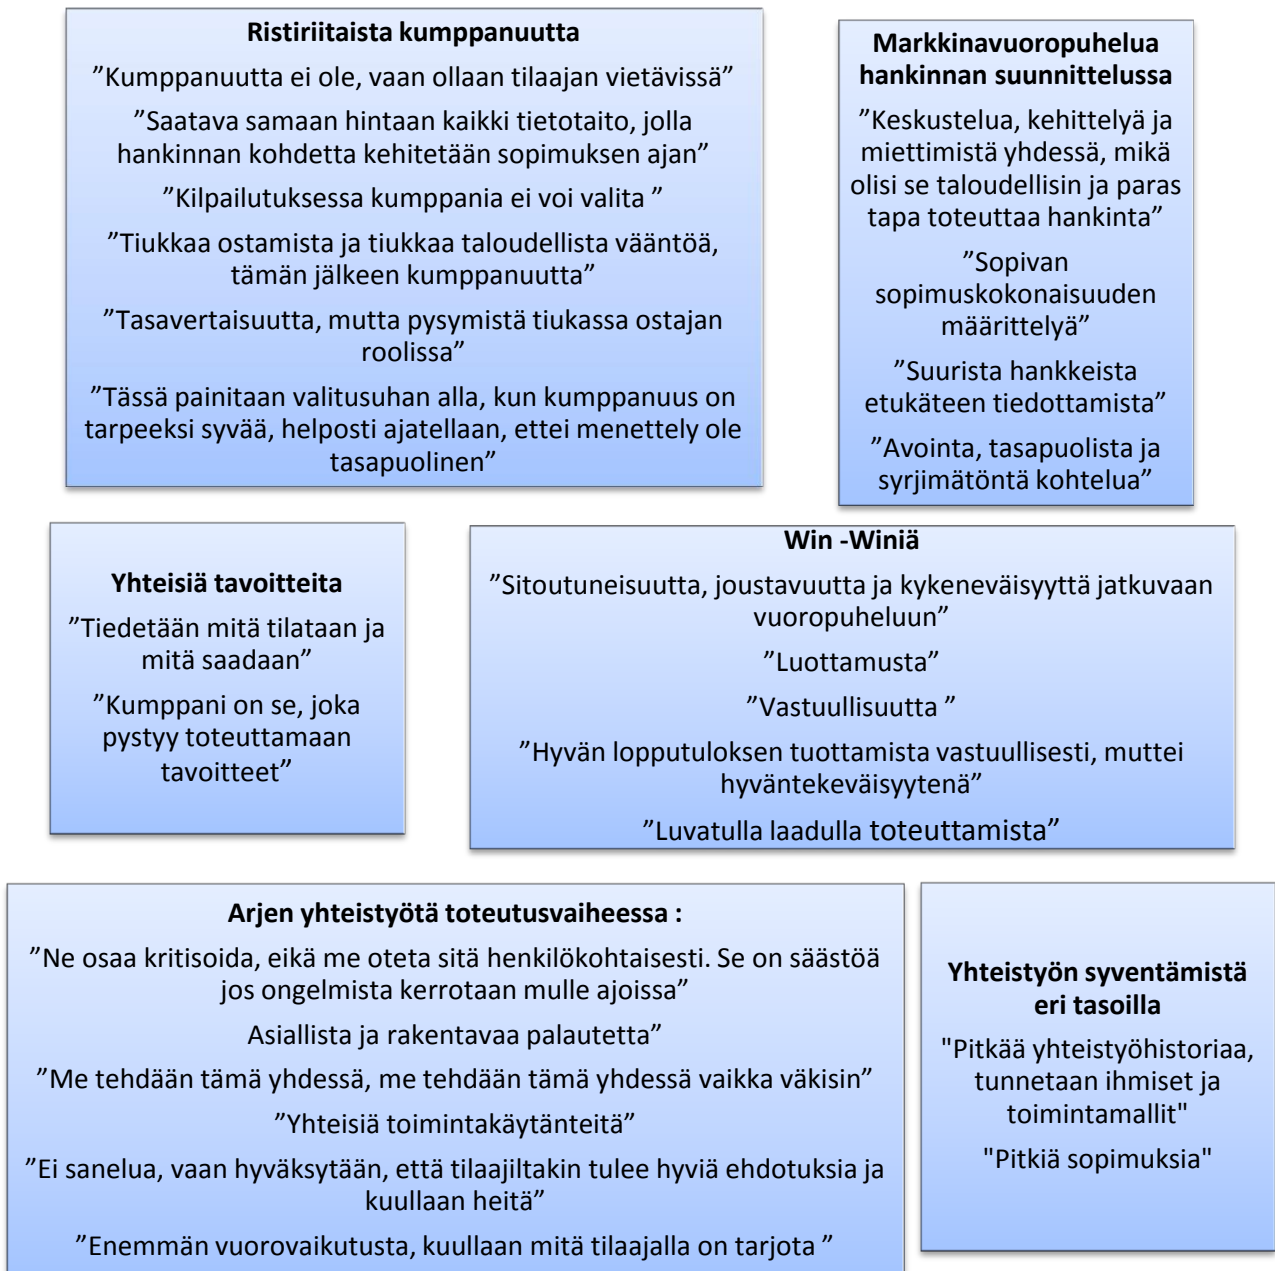 Ristiriitaista kumppanuutta
”Kumppanuutta ei ole, vaan ollaan tilaajan vietävissä”
”Saatava samaan hintaan kaikki tietotaito, jolla
hankinnan kohdetta kehitetään sopimuksen ajan”
”Kilpailutuksessa kumppania ei voi valita ”
”Tiukkaa ostamista ja tiukkaa taloudellista vääntöä,
tämän jälkeen kumppanuutta”
”Tasavertaisuutta, mutta pysymistä tiukassa ostajan
roolissa”
”Tässä painitaan valitusuhan alla, kun kumppanuus on
tarpeeksi syvää, helposti ajatellaan, ettei menettely ole
tasapuolinen”
Markkinavuoropuhelua
hankinnan suunnittelussa
”Keskustelua, kehittelyä ja
miettimistä yhdessä, mikä
olisi se taloudellisin ja paras
tapa toteuttaa hankinta”
”Sopivan
sopimuskokonaisuuden
määrittelyä”
”Suurista hankkeista
etukäteen tiedottamista”
”Avointa, tasapuolista ja
syrjimätöntä kohtelua”
Yhteisiä tavoitteita
”Tiedetään mitä tilataan ja
mitä saadaan”
”Kumppani on se, joka
pystyy toteuttamaan
tavoitteet”
Win -Winiä
”Sitoutuneisuutta, joustavuutta ja kykeneväisyyttä jatkuvaan
vuoropuheluun”
”Luottamusta”
”Vastuullisuutta ”
”Hyvän lopputuloksen tuottamista vastuullisesti, muttei
hyväntekeväisyytenä”
”Luvatulla laadulla toteuttamista”
Arjen yhteistyötä toteutusvaiheessa :
”Ne osaa kritisoida, eikä me oteta sitä henkilökohtaisesti. Se on säästöä
jos ongelmista kerrotaan mulle ajoissa”
Asiallista ja rakentavaa palautetta”
”Me tehdään tämä yhdessä, me tehdään tämä yhdessä vaikka väkisin”
”Yhteisiä toimintakäytänteitä”
”Ei sanelua, vaan hyväksytään, että tilaajiltakin tulee hyviä ehdotuksia ja
kuullaan heitä”
”Enemmän vuorovaikutusta, kuullaan mitä tilaajalla on tarjota ”
Yhteistyön syventämistä
eri tasoilla
"Pitkää yhteistyöhistoriaa,
tunnetaan ihmiset ja
toimintamallit"
"Pitkiä sopimuksia"